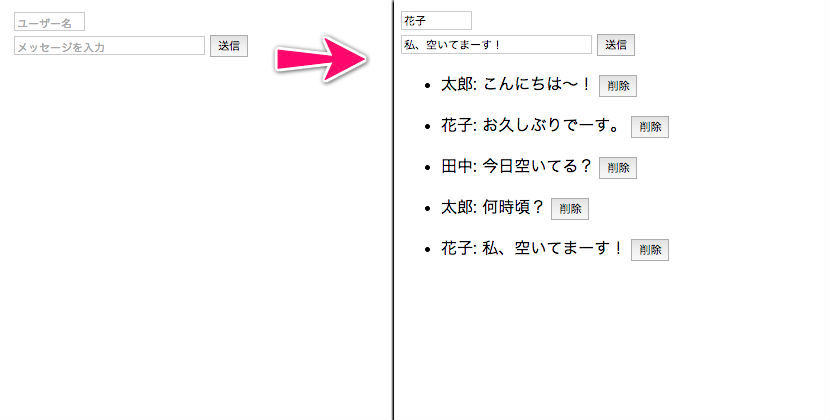 ユーザー名
メッセージを入力 送信
花子
私、空いてまーす！ 送信
• 太郎: こんにちは〜！ 削除
• 花子: お久しぶりでーす。 削除
• 田中: 今日空いてる？ 削除
• 太郎: 何時頃？ 削除
• 花子: 私、空いてまーす！ 削除